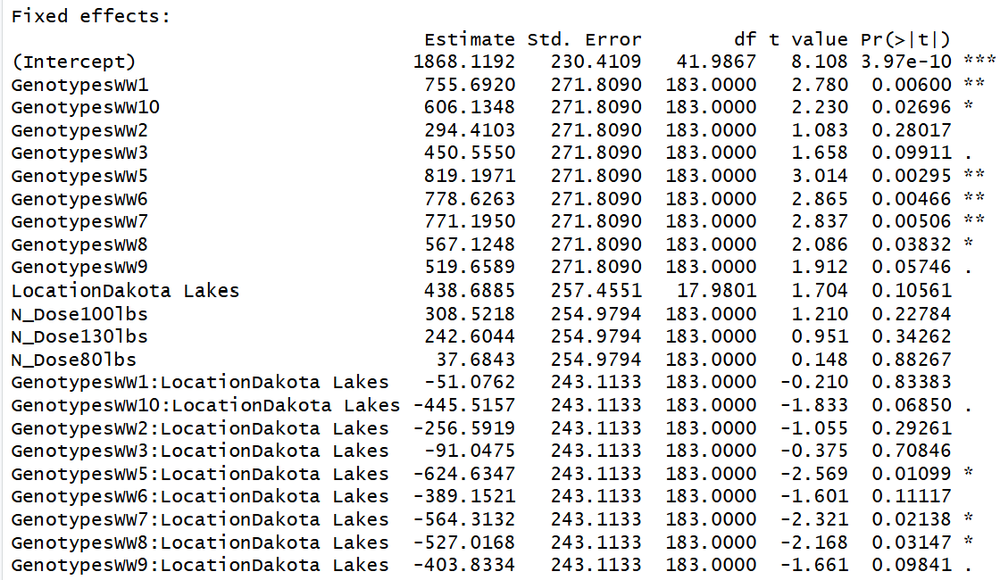 Fixed effects:
Estimate Std. Error df t value Pr(>|t|)
(Intercept) 1868.1192 230.4109 41.9867 8.108 3.97e-10 ***
GenotypesWW1 755.6920 271.8090 183.0000 2.780 0.00600 **
GenotypesWW10 606.1348 271.8090 183.0000 2.230 0.02696 *
GenotypesWW2 294.4103 271.8090 183.0000 1.083 0.28017
GenotypesWW3 450.5550 271.8090 183.0000 1.658 0.09911 .
GenotypesWW5 819.1971 271.8090 183.0000 3.014 0.00295 **
GenotypesWW6 778.6263 271.8090 183.0000 2.865 0.00466 **
GenotypesWW7 771.1950 271.8090 183.0000 2.837 0.00506 **
GenotypesWW8 567.1248 271.8090 183.0000 2.086 0.03832 *
GenotypesWW9 519.6589 271.8090 183.0000 1.912 0.05746 .
LocationDakota Lakes 438.6885 257.4551 17.9801 1.704 0.10561
N_Dose100lbs 308.5218 254.9794 183.0000 1.210 0.22784
N_Dose130lbs 242.6044 254.9794 183.0000 0.951 0.34262
N_Dose80lbs 37.6843 254.9794 183.0000 0.148 0.88267
GenotypesWW1:LocationDakota Lakes -51.0762 243.1133 183.0000 -0.210 0.83383
GenotypesWW10:LocationDakota Lakes -445.5157 243.1133 183.0000 -1.833 0.06850 .
GenotypesWW2:LocationDakota Lakes -256.5919 243.1133 183.0000 -1.055 0.29261
GenotypesWW3:LocationDakota Lakes -91.0475 243.1133 183.0000 -0.375 0.70846
GenotypesWW5:LocationDakota Lakes -624.6347 243.1133 183.0000 -2.569 0.01099 *
GenotypesWW6:LocationDakota Lakes -389.1521 243.1133 183.0000 -1.601 0.11117
GenotypesWW7:LocationDakota Lakes -564.3132 243.1133 183.0000 -2.321 0.02138 *
GenotypesWW8:LocationDakota Lakes -527.0168 243.1133 183.0000 -2.168 0.03147 *
GenotypesWW9:LocationDakota Lakes -403.8334 243.1133 183.0000 -1.661 0.09841 .